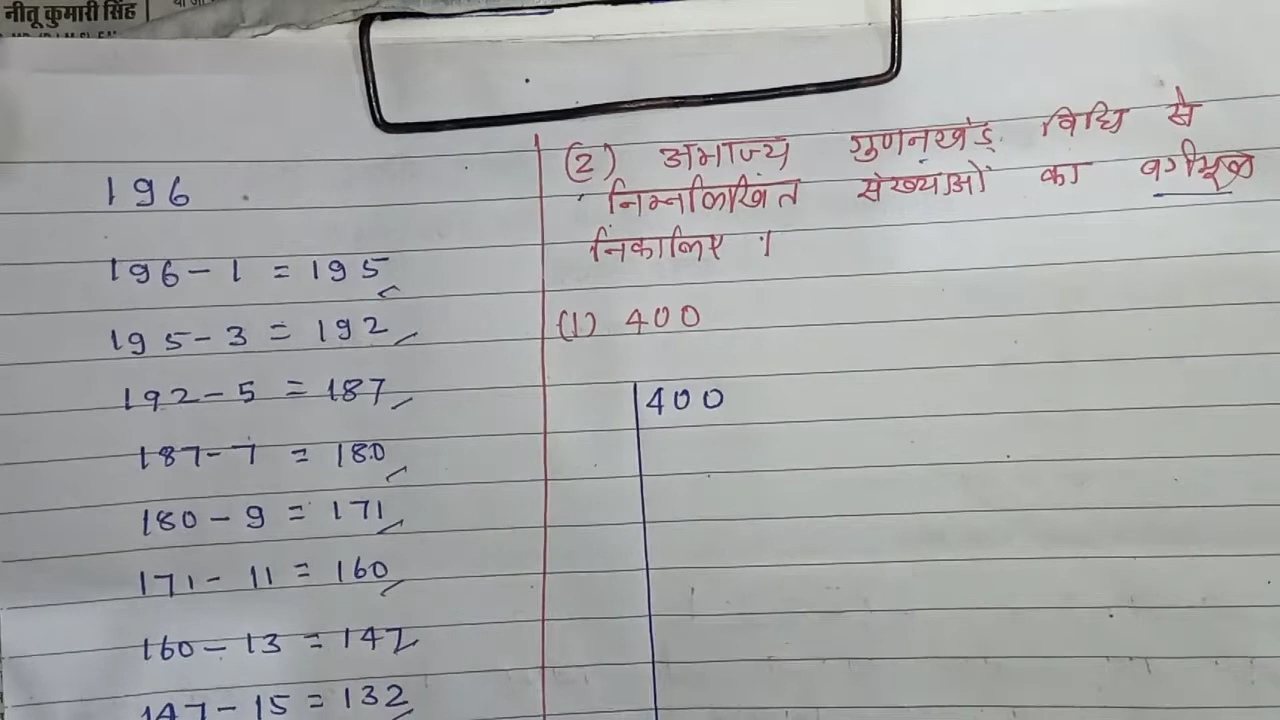 नीतू कुमारी सिंह
196
196 - 1 = 195
195 - 3 = 192
192 - 5 = 187
187 - 7 = 180
180 - 9 = 171
171 - 11 = 160
160 - 13 = 147
147 - 15 = 132
(2) अभाज्य गुणनखंड विधि से
निम्नलिखित संख्याओं का वर्गमूल
निकालिए ।
(1) 400
400